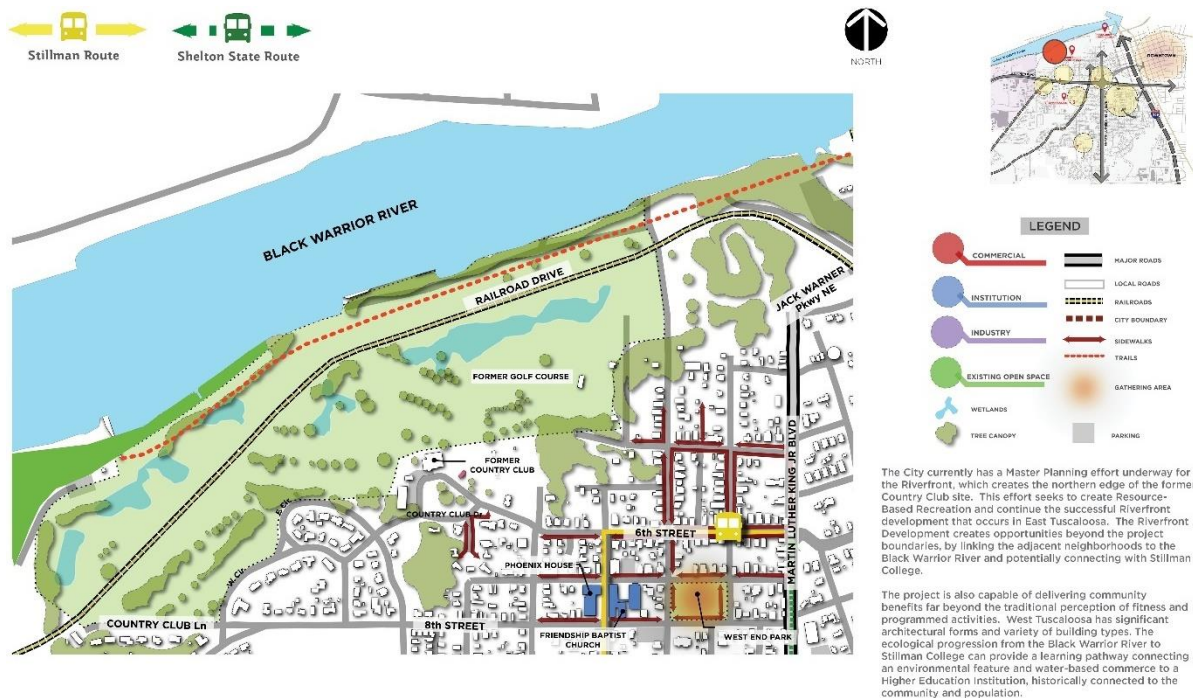 Stillman Route
Shelton State Route
NORTH
BLACK WARRIOR RIVER
RAILROAD DRIVE
JACK WARNER
Pkwy NE
FORMER GOLF COURSE
FORMER
COUNTRY CLUB
COUNTRY CLUB Dr
MARTIN LUTHER KING JR BLVD
6TH STREET
PHOENIX HOUSE
E Ck
W Ck
COUNTRY CLUB Ln
8TH STREET
FRIENDSHIP BAPTIST
CHURCH
WEST END PARK
DOWNTOWN
LEGEND
COMMERCIAL
INSTITUTION
INDUSTRY
EXISTING OPEN SPACE
WETLANDS
TREE CANOPY
MAJOR ROADS
LOCAL ROADS
RAILROADS
CITY BOUNDARY
SIDEWALKS
TRAILS
GATHERING AREA
PARKING
The City currently has a Master Planning effort underway for
the Riverfront, which creates the northern edge of the former
Country Club site. This effort seeks to create Resource-
Based Recreation and continue the successful Riverfront
development that occurs in East Tuscaloosa. The Riverfront
Development creates opportunities beyond the project
boundaries, by linking the adjacent neighborhoods to the
Black Warrior River and potentially connecting with Stillman
College.
The project is also capable of delivering community
benefits far beyond the traditional perception of fitness and
programmed activities. West Tuscaloosa has significant
architectural forms and variety of building types. The
ecological progression from the Black Warrior River to
Stillman College can provide a learning pathway connecting
an environmental feature and water-based commerce to a
Higher Education Institution, historically connected to the
community and population.